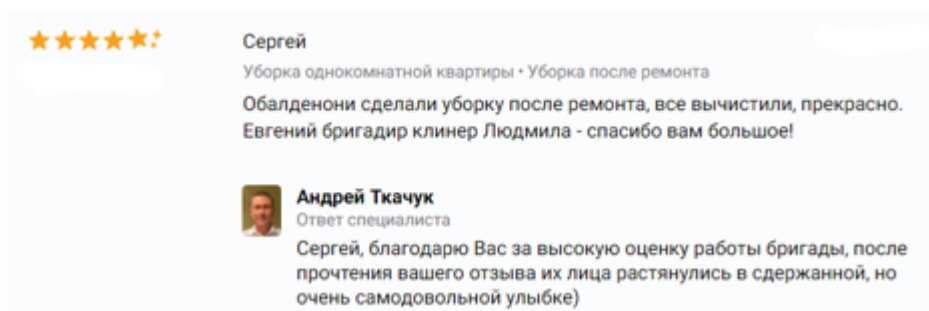 Сергей
Уборка однокомнатной квартиры • Уборка после ремонта
Обалденони сделали уборку после ремонта, все вычистили, прекрасно.
Евгений бригадир клинер Людмила - спасибо вам большое!
Андрей Ткачук
Ответ специалиста
Сергей, благодарю Вас за высокую оценку работы бригады, после
прочтения вашего отзыва их лица растянулись в сдержанной, но
очень самодовольной улыбке)